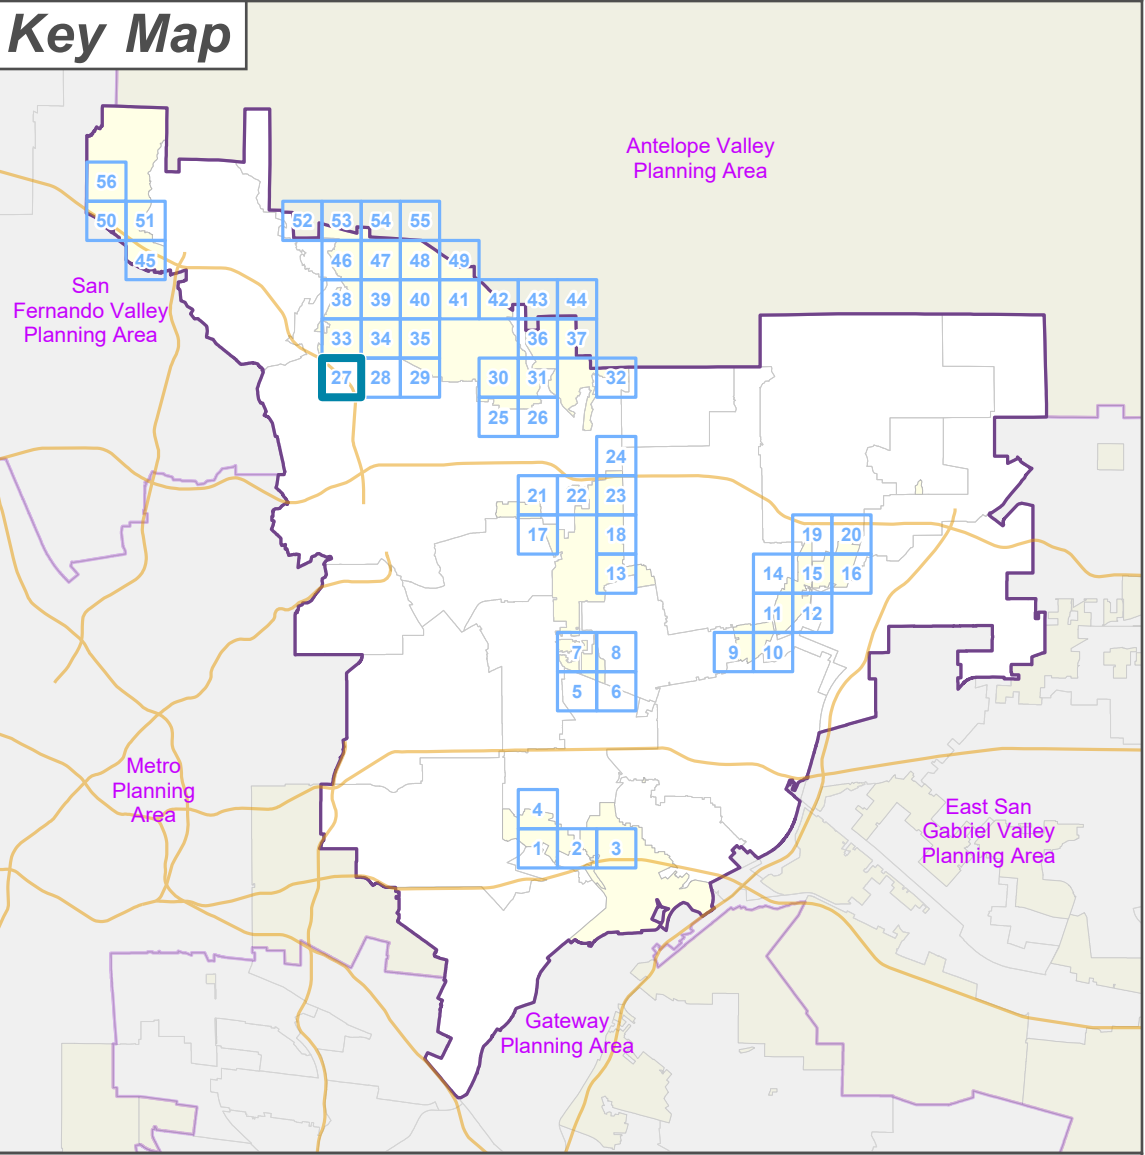 Key Map
Antelope Valley
Planning Area
56
50 51
45
52 53 54 55
46 47 48 49
San
Fernando Valley
Planning Area
38 39 40 41 42 43 44
33 34 35 36 37
27 28 29 30 31 32
25 26
24
21 22 23
17 18 19 20
13 14 15 16
11 12
7 8 9 10
5 6
Metro
Planning
Area
4
East San
Gabriel Valley
Planning Area
1 2 3
Gateway
Planning Area